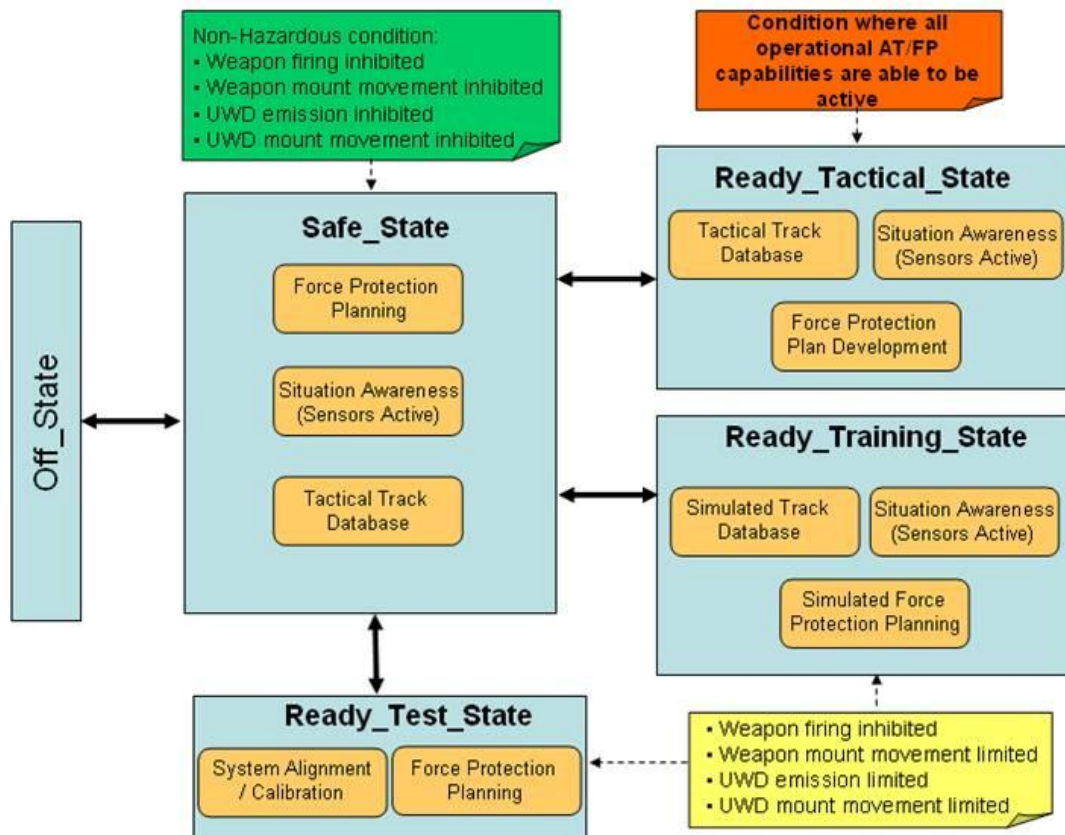 Non-Hazardous condition:
▪ Weapon firing inhibited
▪ Weapon mount movement inhibited
▪ UWD emission inhibited
▪ UWD mount movement inhibited
Condition where all
operational AT/FP
capabilities are able to be
active
Off_State
Safe_State
Force Protection
Planning
Situation Awareness
(Sensors Active)
Tactical Track
Database
Ready_Tactical_State
Tactical Track
Database
Situation Awareness
(Sensors Active)
Force Protection
Plan Development
Ready_Training_State
Simulated Track
Database
Situation Awareness
(Sensors Active)
Simulated Force
Protection Planning
Ready_Test_State
System Alignment
/ Calibration
Force Protection
Planning
▪ Weapon firing inhibited
▪ Weapon mount movement limited
▪ UWD emission limited
▪ UWD mount movement limited